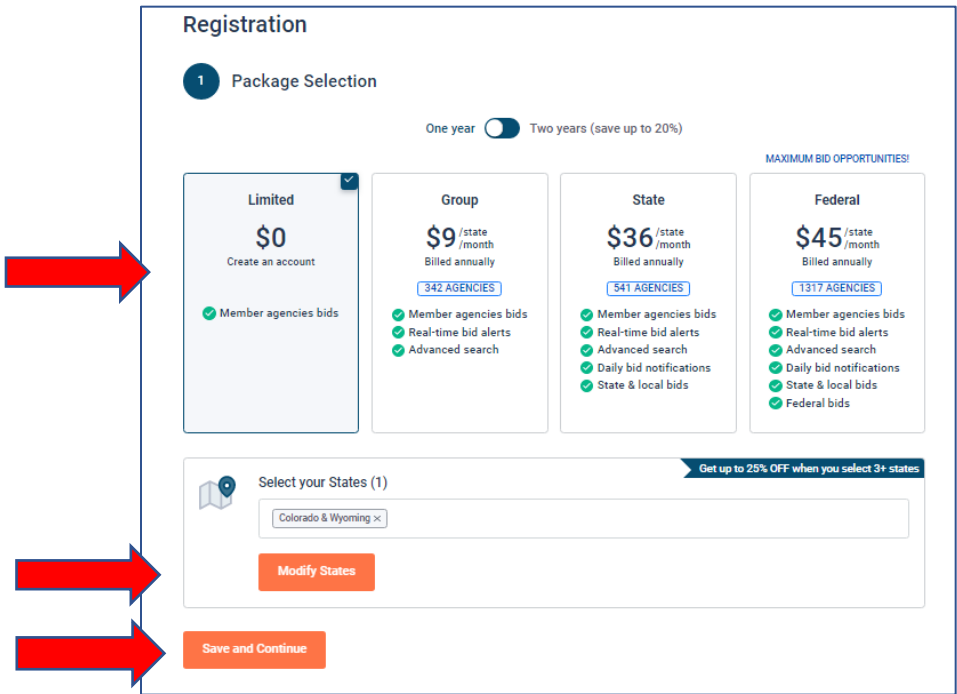 Registration
1 Package Selection
One year Two years (save up to 20%)
MAXIMUM BID OPPORTUNITIES!
Limited
$0
Create an account
Member agencies bids
Group
$9 /state /month
Billed annually
342 AGENCIES
Member agencies bids
Real-time bid alerts
Advanced search
State
$36 /state /month
Billed annually
541 AGENCIES
Member agencies bids
Real-time bid alerts
Advanced search
Daily bid notifications
State & local bids
Federal
$45 /state /month
Billed annually
1317 AGENCIES
Member agencies bids
Real-time bid alerts
Advanced search
Daily bid notifications
State & local bids
Federal bids
Get up to 25% OFF when you select 3+ states
Select your States (1)
Colorado & Wyoming ×
Modify States
Save and Continue